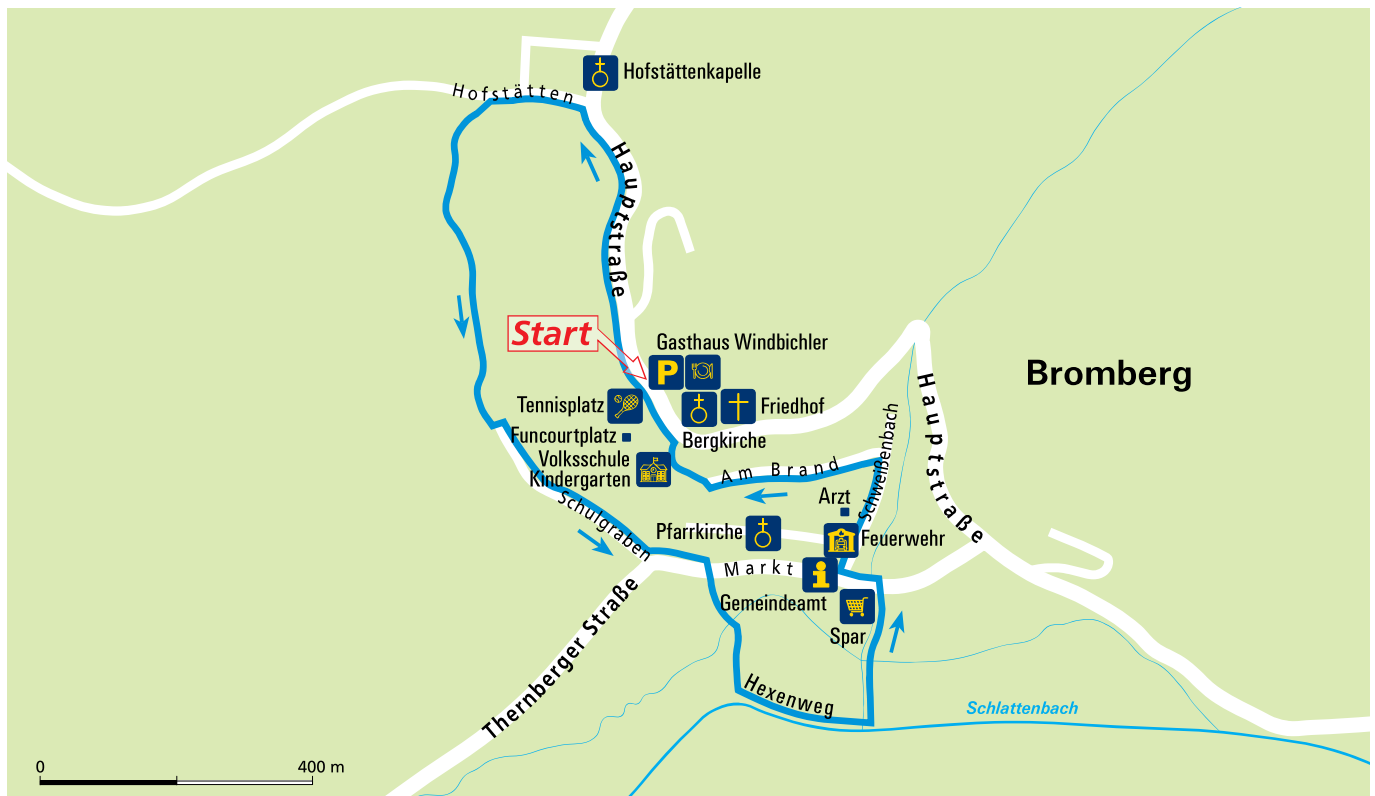 Hofstättenkapelle
Hofstätten
Hauptstraße
Start
Gasthaus Windbichler
P
Bromberg
Tennisplatz
Friedhof
Funcourtplatz
Bergkirche
Hauptstraße
Volksschule
Kindergarten
Am Brand
Schweißenbach
Schulgraben
Arzt
Pfarrkirche
Feuerwehr
Markt
Gemeindeamt
Spar
Thernberger Straße
Hexenweg
Schlattenbach
0 400 m